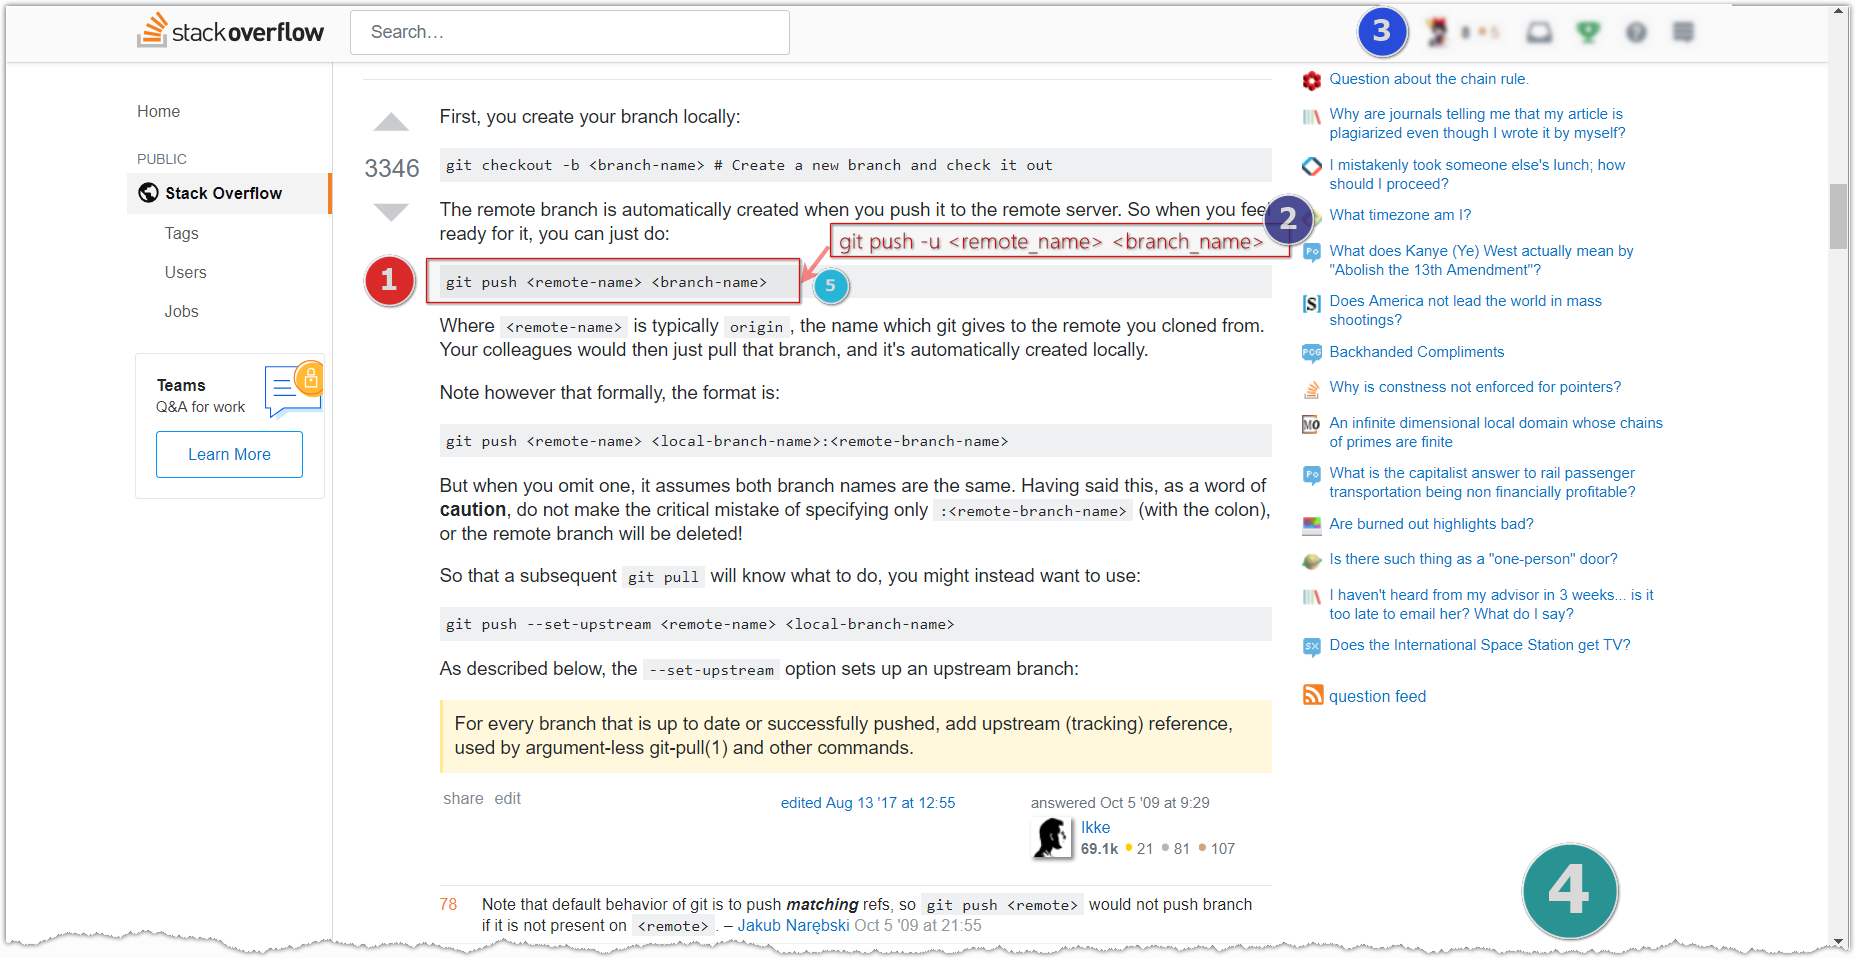 stackoverflow
Search…
3
Home
PUBLIC
Stack Overflow
Tags
Users
Jobs
Teams
Q&A for work
Learn More
First, you create your branch locally:
3346
git checkout -b <branch-name> # Create a new branch and check it out
The remote branch is automatically created when you push it to the remote server. So when you feel
ready for it, you can just do:
2
git push -u <remote_name> <branch_name>
1
git push <remote-name> <branch-name>
5
Where <remote-name> is typically origin , the name which git gives to the remote you cloned from.
Your colleagues would then just pull that branch, and it's automatically created locally.
Note however that formally, the format is:
git push <remote-name> <local-branch-name>:<remote-branch-name>
But when you omit one, it assumes both branch names are the same. Having said this, as a word of
caution, do not make the critical mistake of specifying only :<remote-branch-name> (with the colon),
or the remote branch will be deleted!
So that a subsequent git pull will know what to do, you might instead want to use:
git push --set-upstream <remote-name> <local-branch-name>
As described below, the --set-upstream option sets up an upstream branch:
For every branch that is up to date or successfully pushed, add upstream (tracking) reference,
used by argument-less git-pull(1) and other commands.
share edit
edited Aug 13 '17 at 12:55
answered Oct 5 '09 at 9:29
Ikke
69.1k 21 81 107
78
Note that default behavior of git is to push matching refs, so git push <remote> would not push branch
if it is not present on <remote> . – Jakub Narębski Oct 5 '09 at 21:55
Question about the chain rule.
Why are journals telling me that my article is
plagiarized even though I wrote it by myself?
I mistakenly took someone else's lunch; how
should I proceed?
What timezone am I?
Po
What does Kanye (Ye) West actually mean by
"Abolish the 13th Amendment"?
[S]
Does America not lead the world in mass
shootings?
PCG
Backhanded Compliments
Why is constness not enforced for pointers?
MO
An infinite dimensional local domain whose chains
of primes are finite
Po
What is the capitalist answer to rail passenger
transportation being non financially profitable?
Are burned out highlights bad?
Is there such thing as a "one-person" door?
I haven't heard from my advisor in 3 weeks... is it
too late to email her? What do I say?
SX
Does the International Space Station get TV?
question feed
4